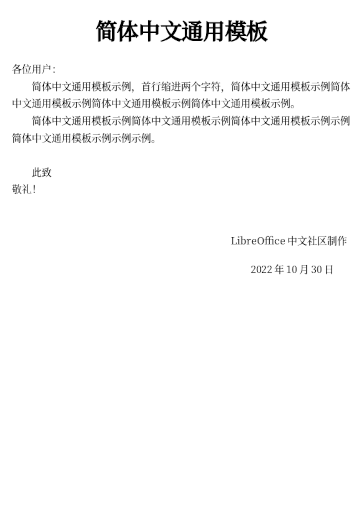 简体中文通用模板
各位用户：
简体中文通用模板示例，首行缩进两个字符，简体中文通用模板示例简体
中文通用模板示例简体中文通用模板示例简体中文通用模板示例。
简体中文通用模板示例简体中文通用模板示例简体中文通用模板示例示例
简体中文通用模板示例示例示例。
此致
敬礼！
LibreOffice 中文社区制作
2022 年 10 月 30 日